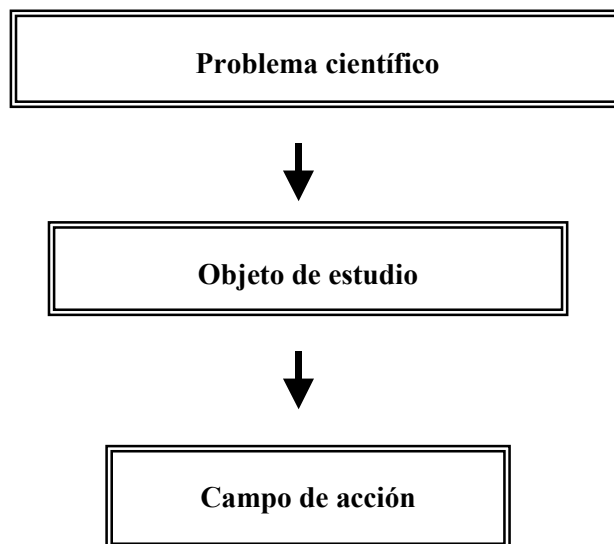 Problema científico
Objeto de estudio
Campo de acción